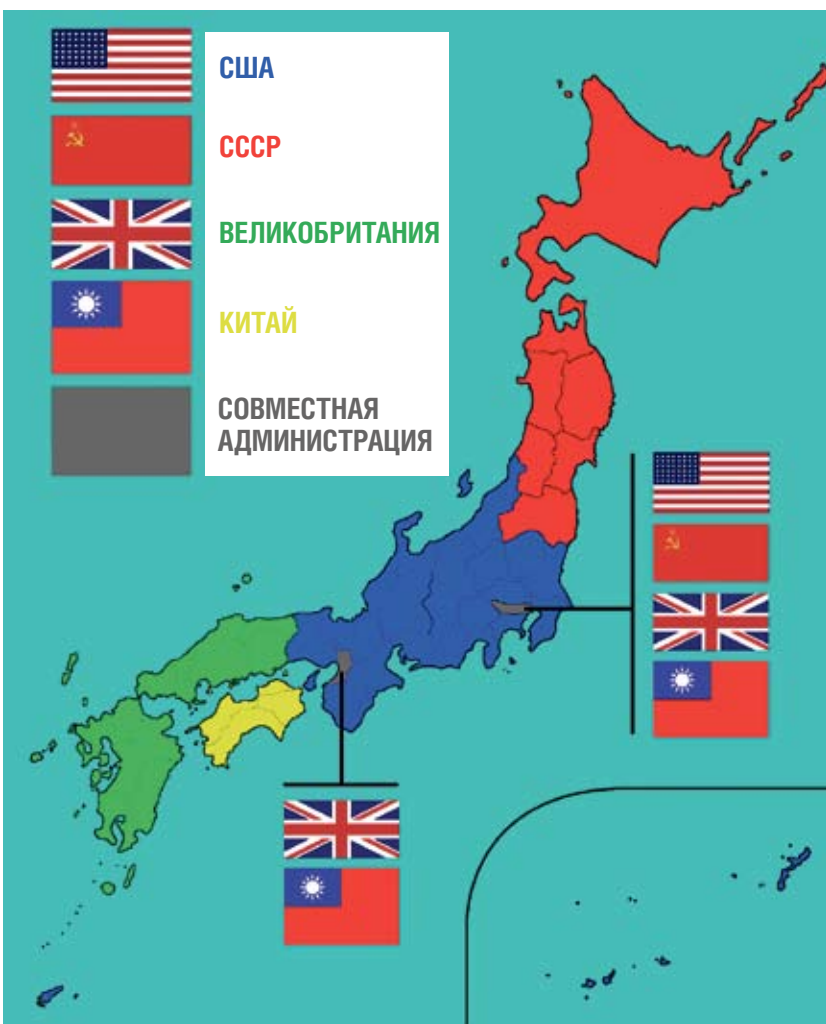 США
СССР
ВЕЛИКОБРИТАНИЯ
КИТАЙ
СОВМЕСТНАЯ
АДМИНИСТРАЦИЯ